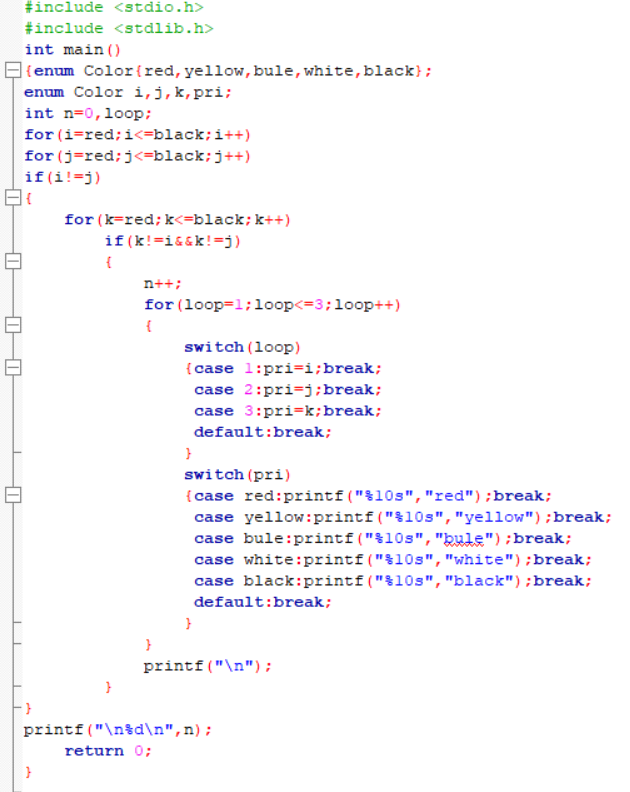 #include <stdio.h>
#include <stdlib.h>
int main()
{enum Color{red,yellow,bule,white,black};
enum Color i,j,k,pri;
int n=0,loop;
for(i=red;i<=black;i++)
for(j=red;j<=black;j++)
if(i!=j)
{
    for(k=red;k<=black;k++)
        if(k!=i&&k!=j)
        {
            n++;
            for(loop=1;loop<=3;loop++)
            {
                switch(loop)
                {case 1:pri=i;break;
                 case 2:pri=j;break;
                 case 3:pri=k;break;
                 default:break;
                }
                switch(pri)
                {case red:printf("%10s","red");break;
                 case yellow:printf("%10s","yellow");break;
                 case bule:printf("%10s","bule");break;
                 case white:printf("%10s","white");break;
                 case black:printf("%10s","black");break;
                 default:break;
                }
            }
            printf("\n");
        }
}
printf("\n%d\n",n);
    return 0;
}